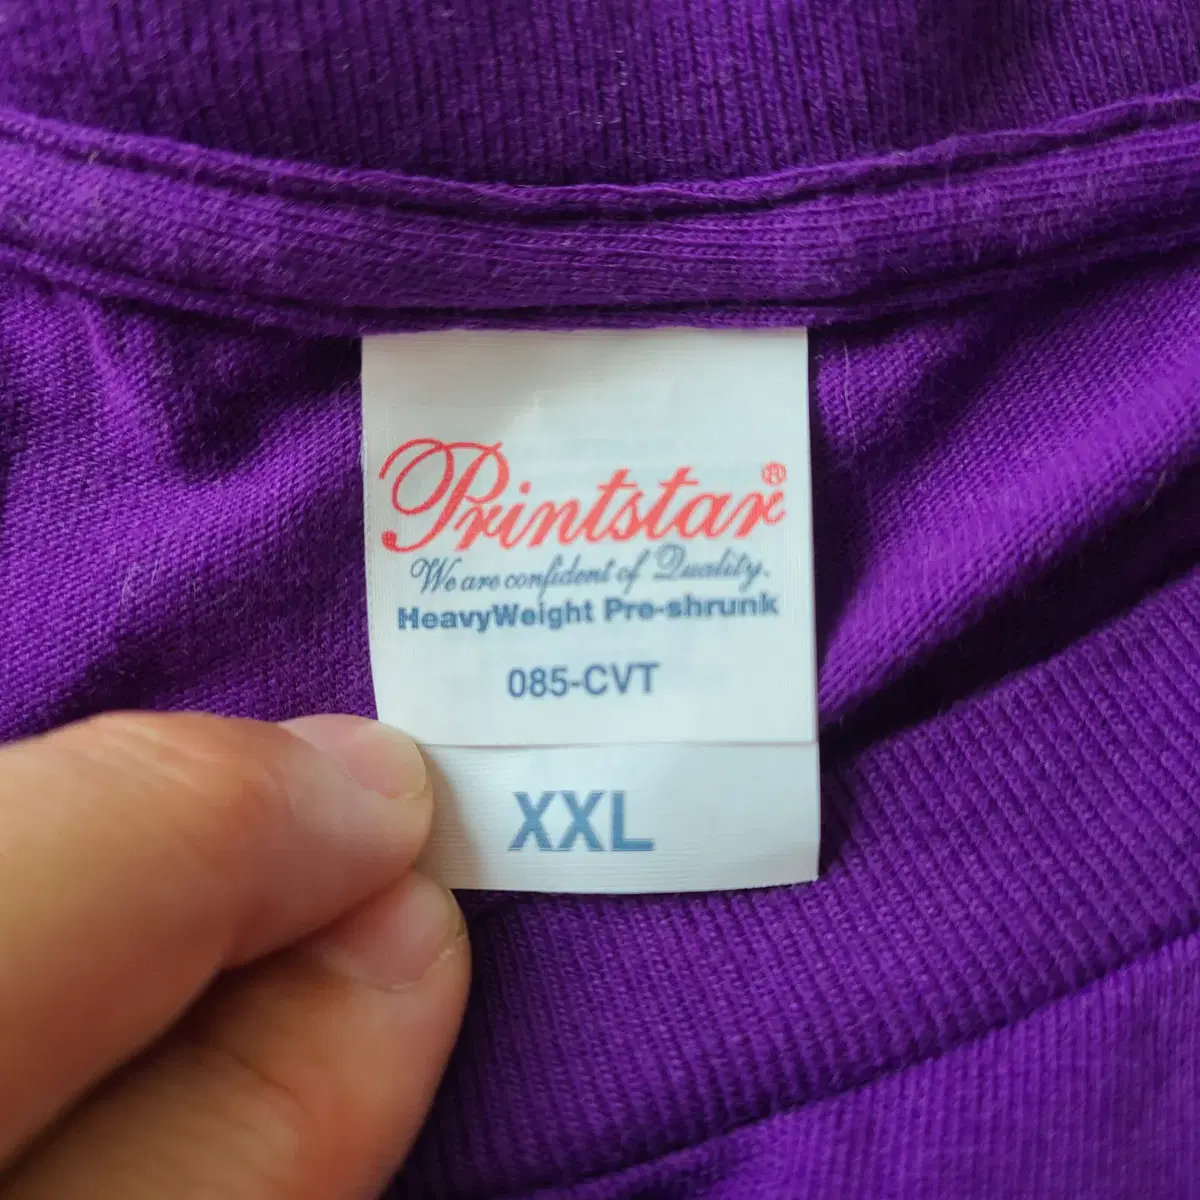 Printstar®
We are confident of Quality.
HeavyWeight Pre-shrunk
085-CVT
XXL